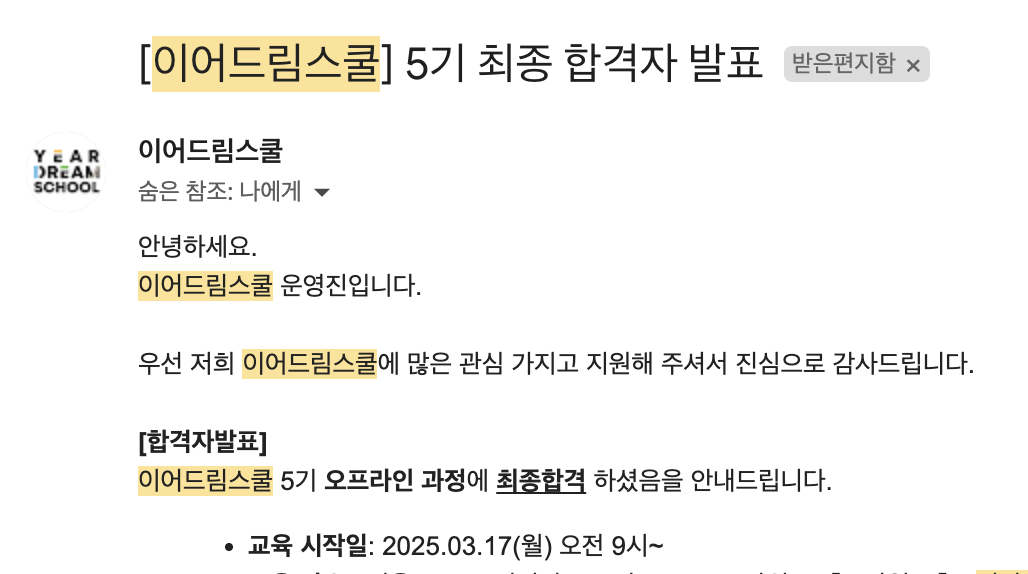 [이어드림스쿨] 5기 최종 합격자 발표 받은편지함 ×
YEAR
DREAM
SCHOOL
이어드림스쿨
숨은 참조: 나에게
안녕하세요.
이어드림스쿨 운영진입니다.
우선 저희 이어드림스쿨에 많은 관심 가지고 지원해 주셔서 진심으로 감사드립니다.
[합격자발표]
이어드림스쿨 5기 오프라인 과정에 최종합격 하셨음을 안내드립니다.
• 교육 시작일: 2025.03.17(월) 오전 9시~